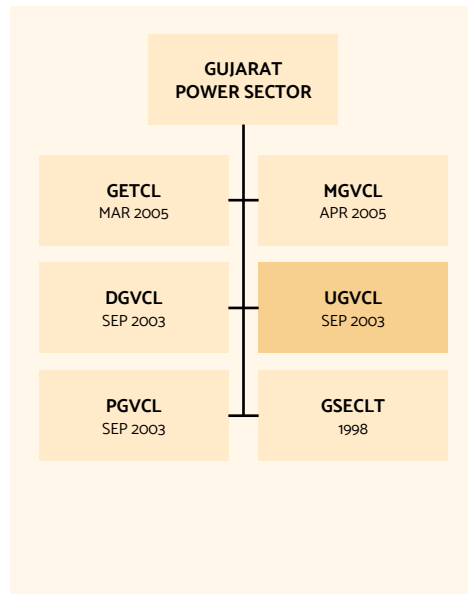 GUJARAT
POWER SECTOR
GETCL
MAR 2005
MGVCL
APR 2005
DGVCL
SEP 2003
UGVCL
SEP 2003
PGVCL
SEP 2003
GSECLT
1998